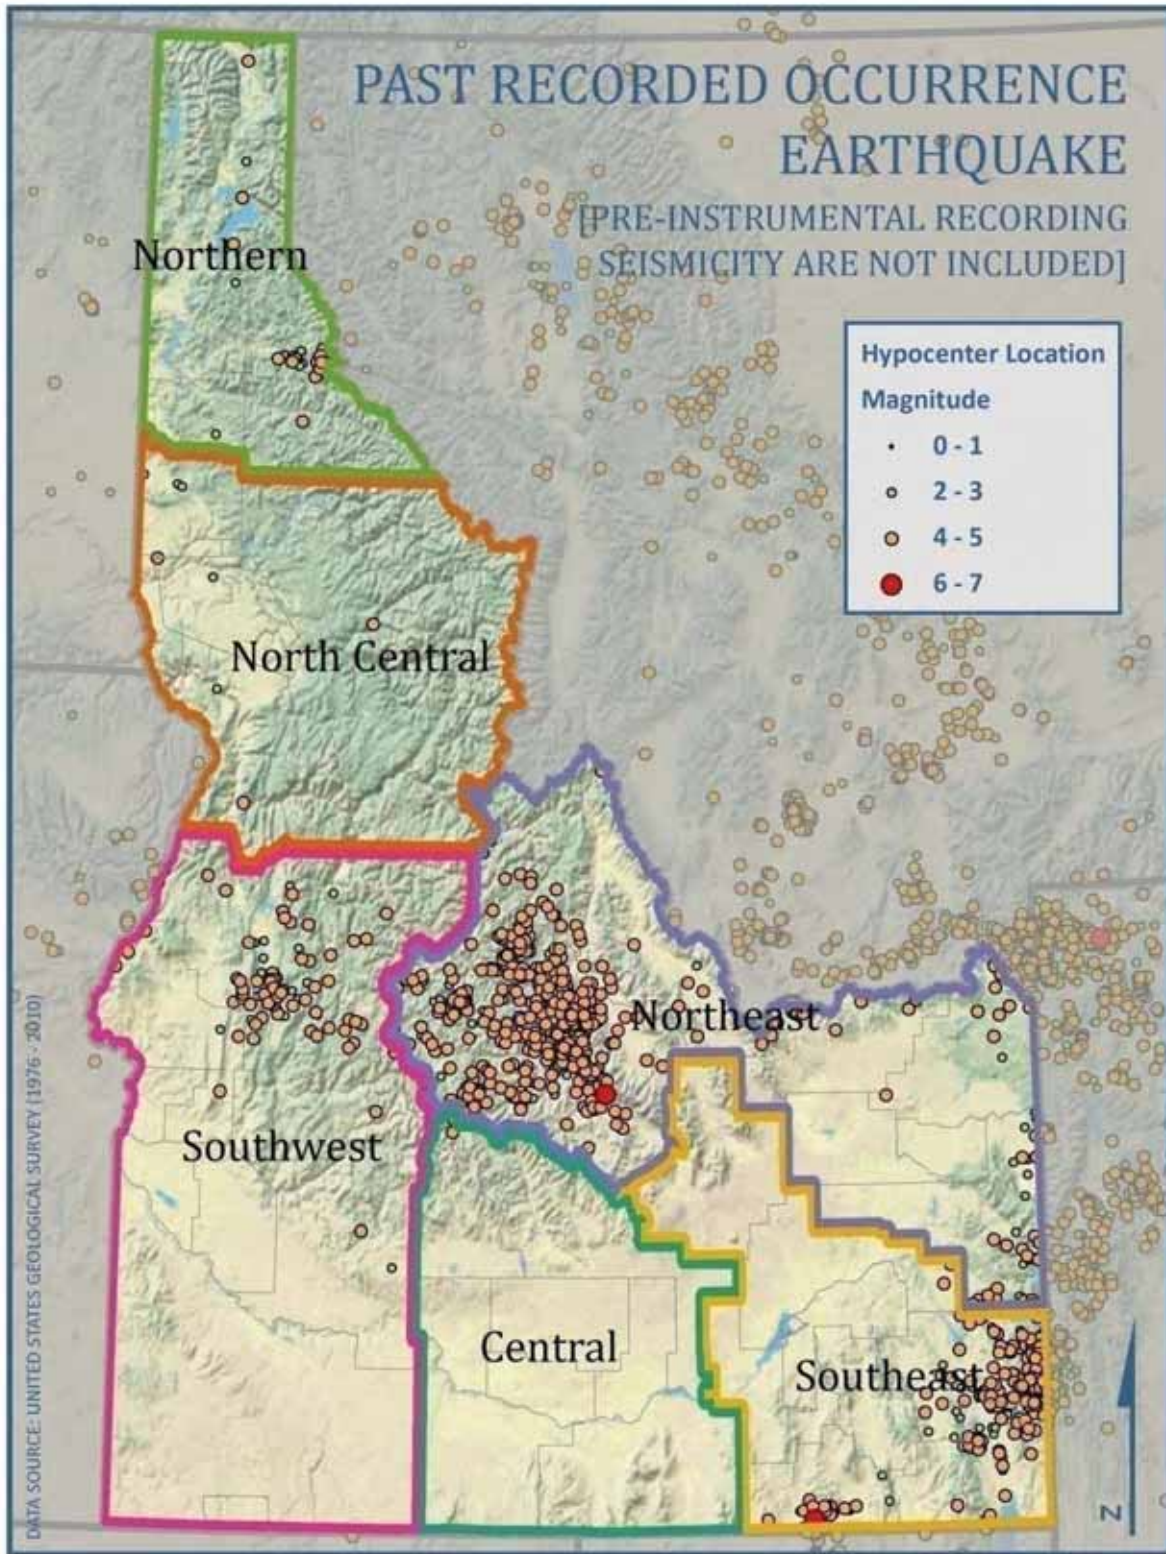 PAST RECORDED OCCURRENCE
EARTHQUAKE
[PRE-INSTRUMENTAL RECORDING
SEISMICITY ARE NOT INCLUDED]
Hypocenter Location
Magnitude
0 - 1
2 - 3
4 - 5
6 - 7
Northern
North Central
Northeast
Southwest
Central
Southeast
DATA SOURCE: UNITED STATES GEOLOGICAL SURVEY (1976 - 2010)
N